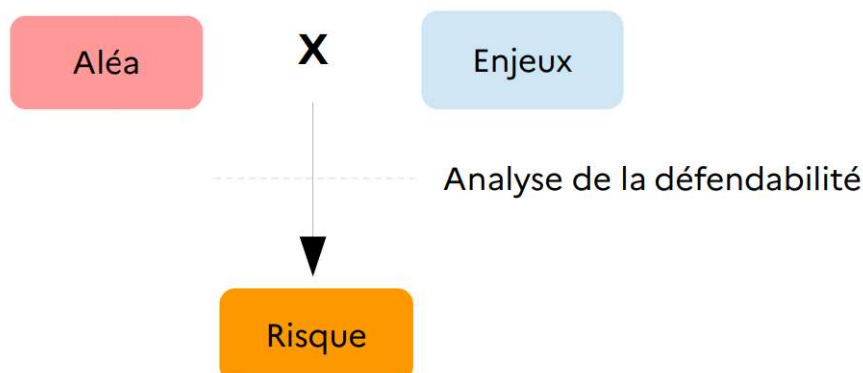 Aléa
X
Enjeux
Analyse de la défendabilité
Risque